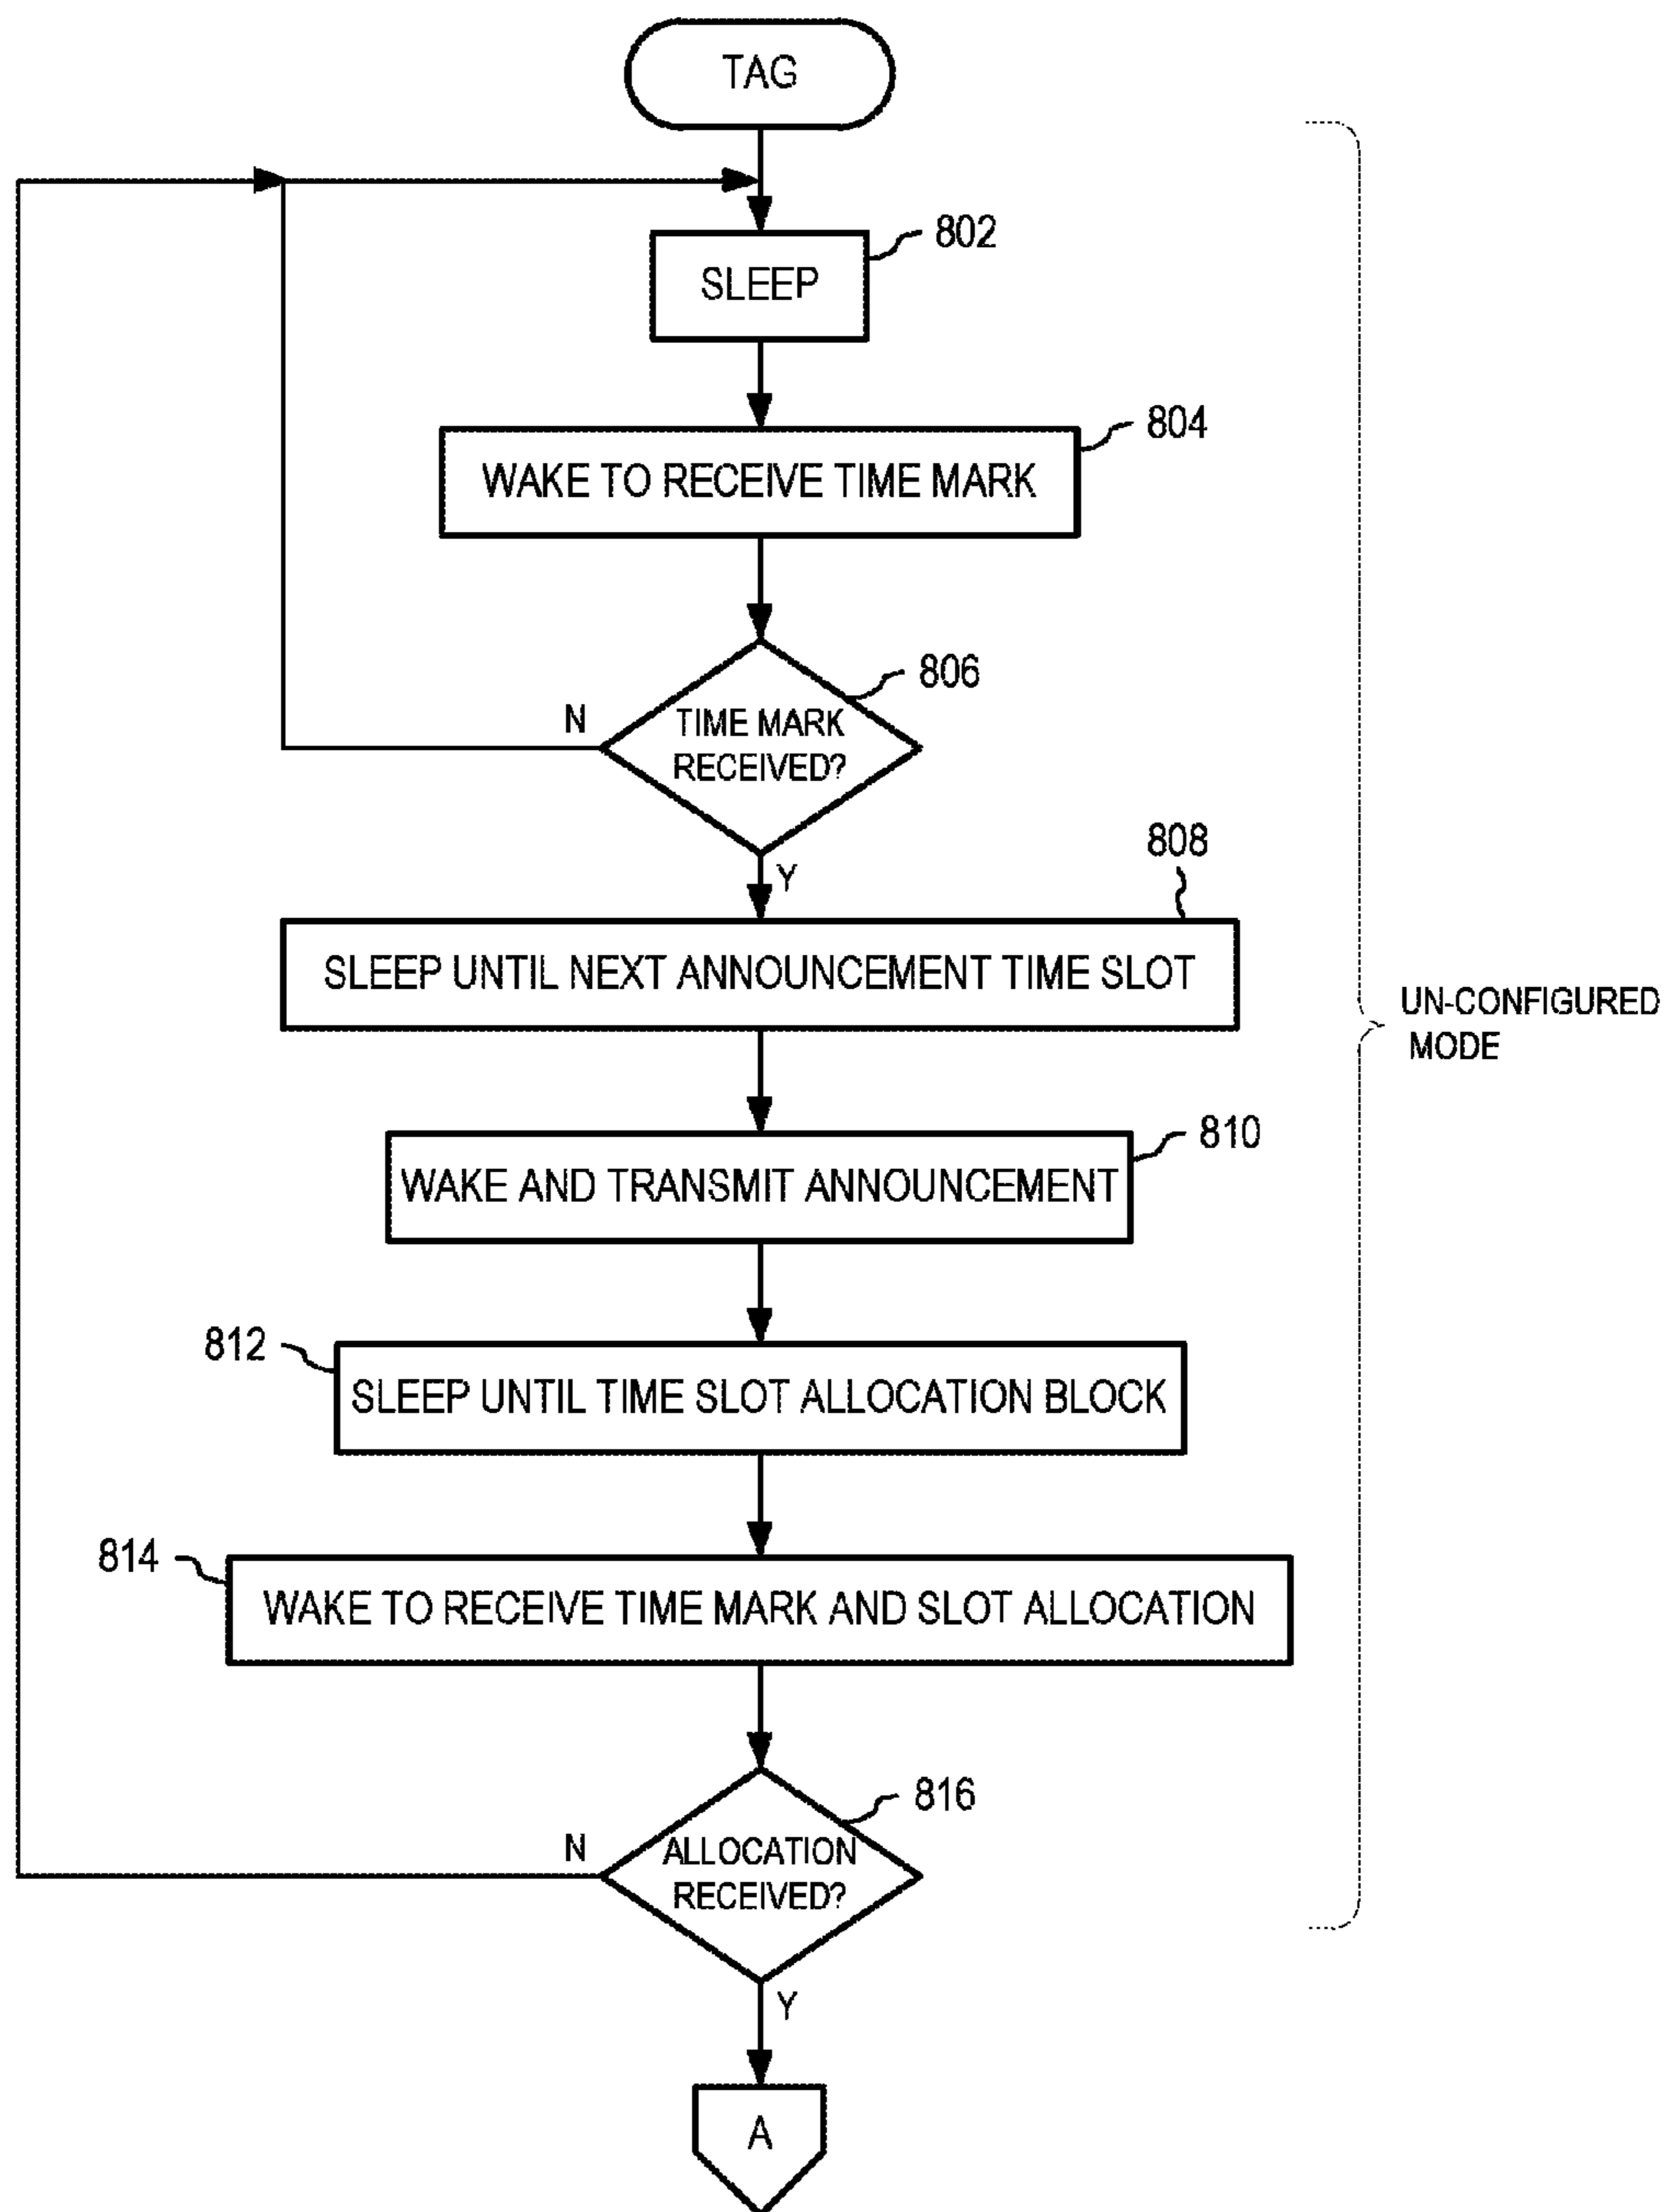 TAG
802
SLEEP
804
WAKE TO RECEIVE TIME MARK
806
N
TIME MARK
RECEIVED?
Y
808
SLEEP UNTIL NEXT ANNOUNCEMENT TIME SLOT
UN-CONFIGURED
MODE
810
WAKE AND TRANSMIT ANNOUNCEMENT
812
SLEEP UNTIL TIME SLOT ALLOCATION BLOCK
814
WAKE TO RECEIVE TIME MARK AND SLOT ALLOCATION
816
N
ALLOCATION
RECEIVED?
Y
A